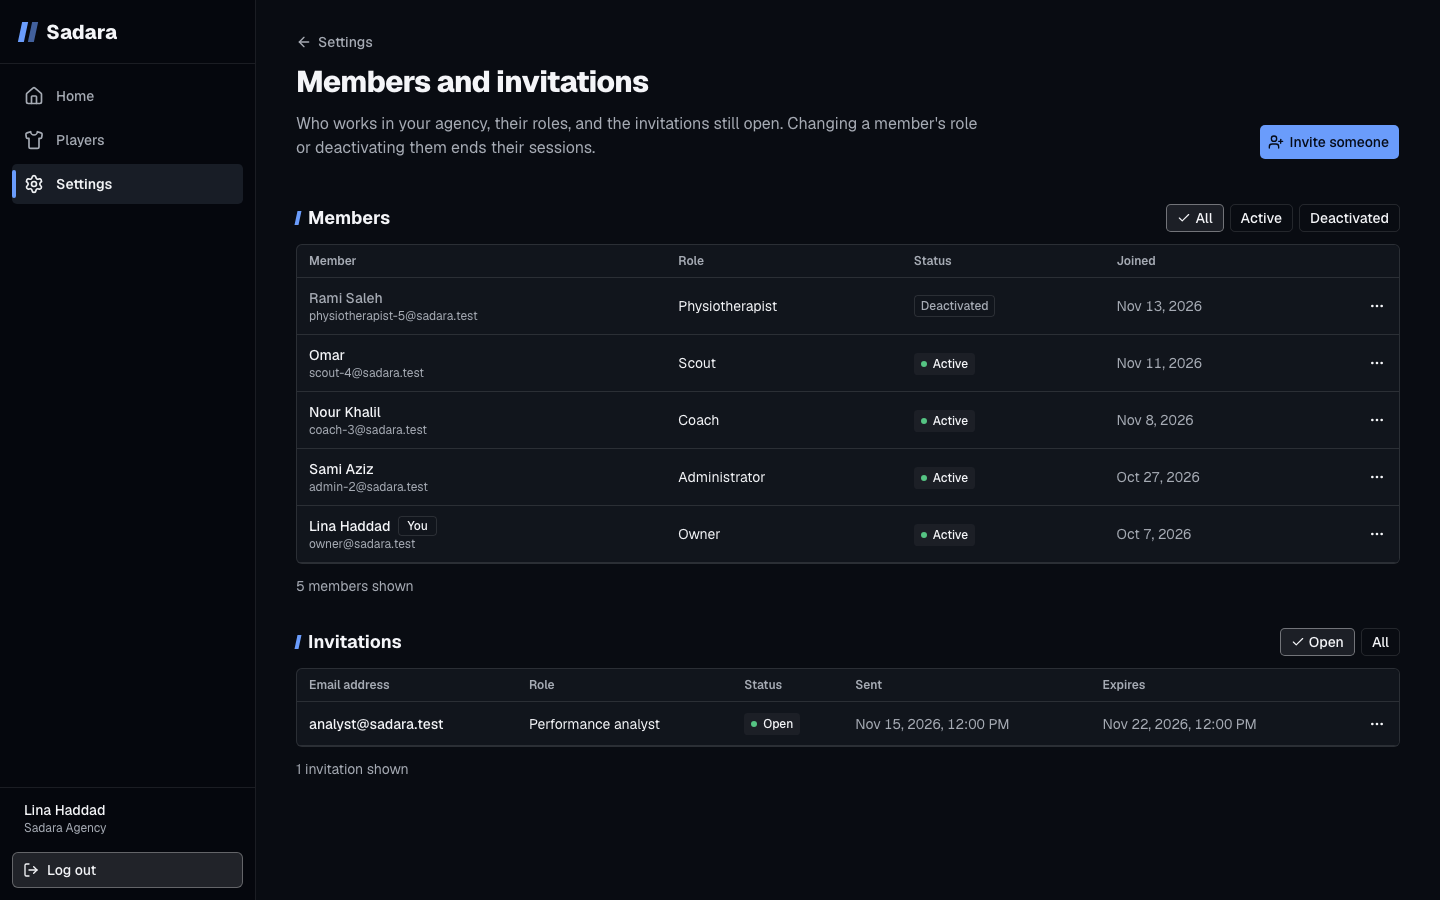 Sadara
Home
Players
Settings
Lina Haddad
Sadara Agency
Log out
Settings
Members and invitations
Who works in your agency, their roles, and the invitations still open. Changing a member's role
or deactivating them ends their sessions.
Invite someone
Members
All Active Deactivated
Member Role Status Joined
Rami Saleh
physiotherapist-5@sadara.test
Physiotherapist Deactivated Nov 13, 2026
Omar
scout-4@sadara.test
Scout Active Nov 11, 2026
Nour Khalil
coach-3@sadara.test
Coach Active Nov 8, 2026
Sami Aziz
admin-2@sadara.test
Administrator Active Oct 27, 2026
Lina Haddad You
owner@sadara.test
Owner Active Oct 7, 2026
5 members shown
Invitations
Open All
Email address Role Status Sent Expires
analyst@sadara.test Performance analyst Open Nov 15, 2026, 12:00 PM Nov 22, 2026, 12:00 PM
1 invitation shown